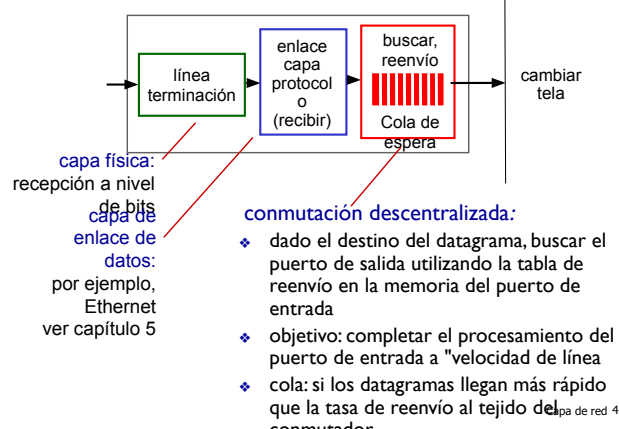 línea
terminación
enlace
capa
protocol
o
(recibir)
buscar,
reenvío
Cola de
espera
cambiar
tela
capa física:
recepción a nivel
de bits
capa de
enlace de
datos:
por ejemplo,
Ethernet
ver capítulo 5
conmutación descentralizada:
dado el destino del datagrama, buscar el
puerto de salida utilizando la tabla de
reenvío en la memoria del puerto de
entrada
objetivo: completar el procesamiento del
puerto de entrada a "velocidad de línea
cola: si los datagramas llegan más rápido
que la tasa de reenvío al tejido del
conmutador
Capa de red 4